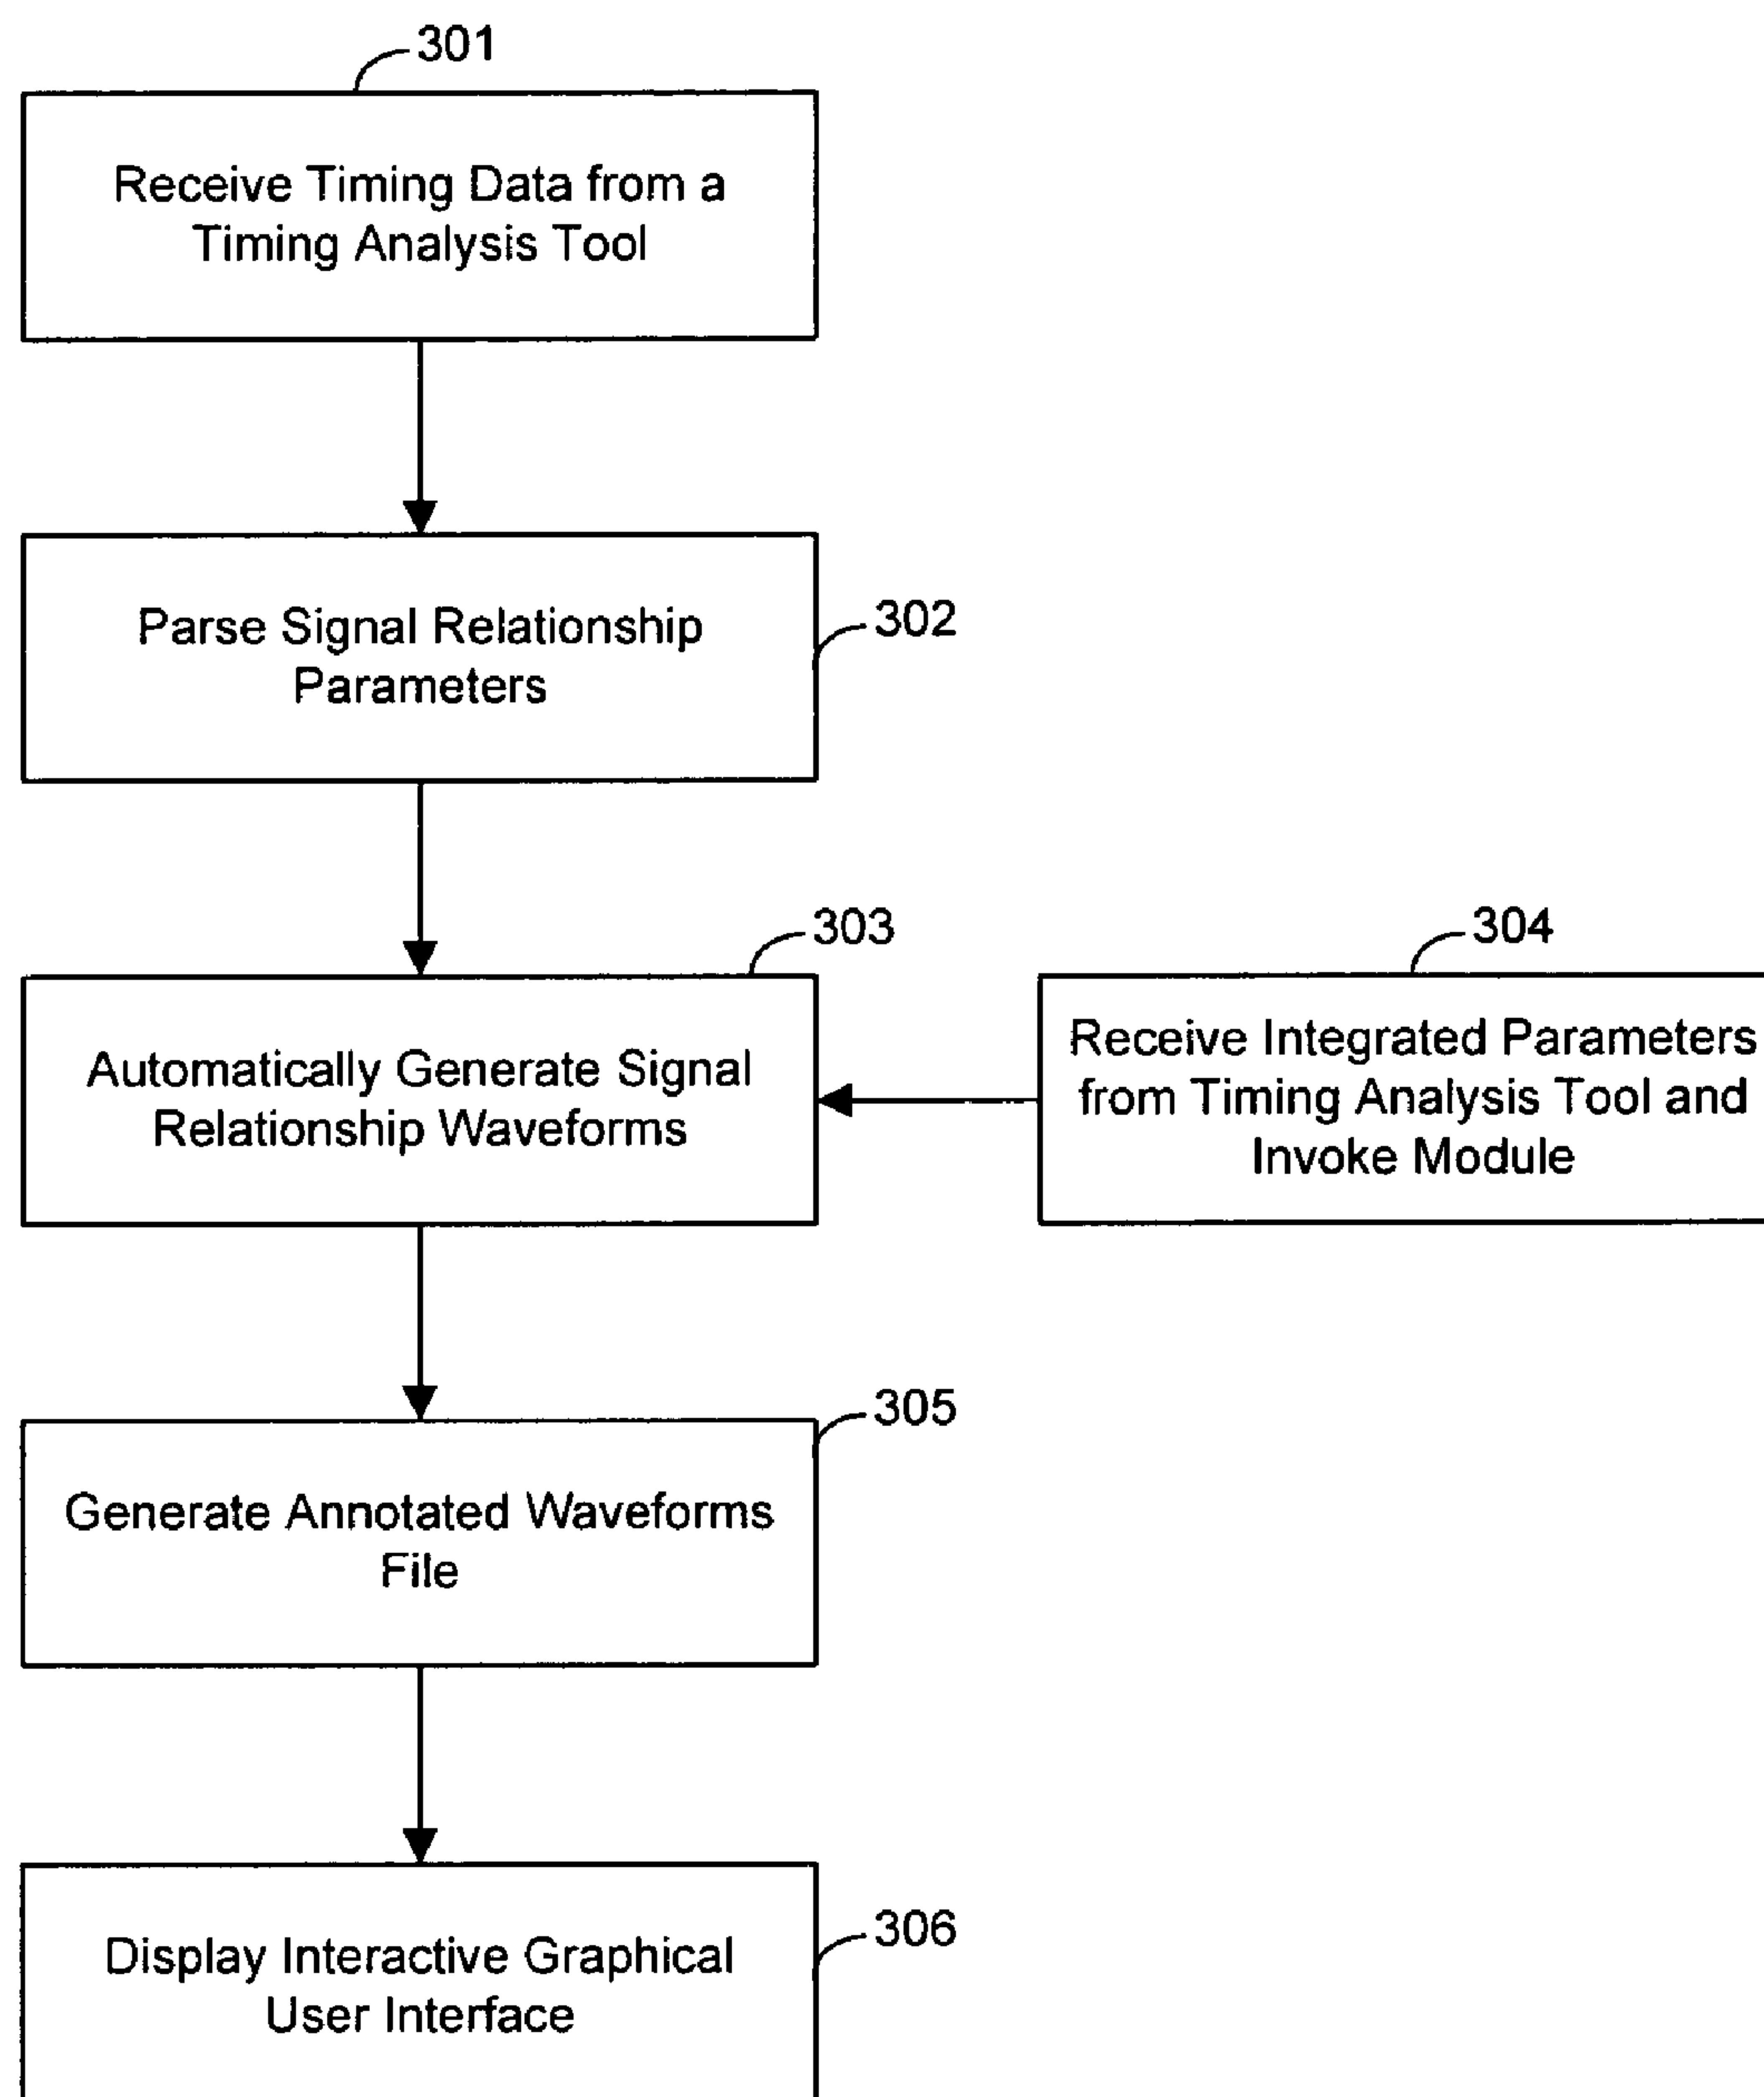 301
Receive Timing Data from a
Timing Analysis Tool
302
Parse Signal Relationship
Parameters
303
Automatically Generate Signal
Relationship Waveforms
304
Receive Integrated Parameters
from Timing Analysis Tool and
Invoke Module
305
Generate Annotated Waveforms
File
306
Display Interactive Graphical
User Interface